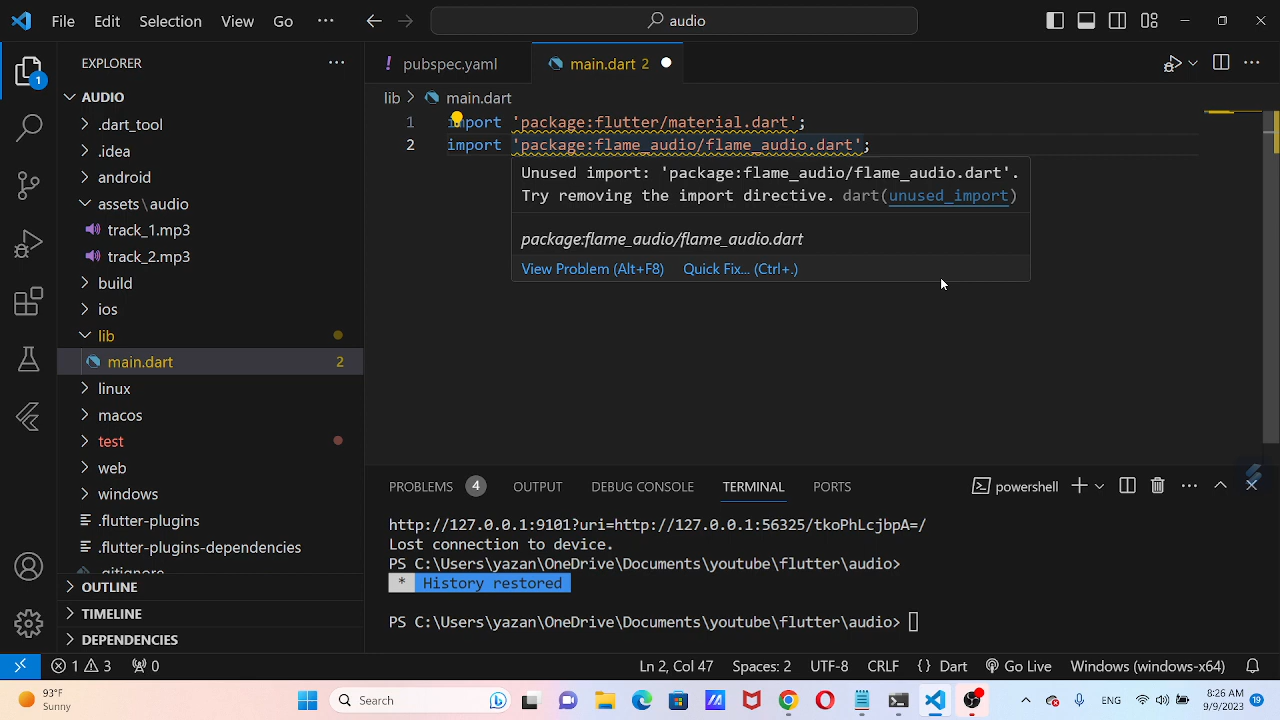 File Edit Selection View Go ··· audio
EXPLORER
AUDIO
.dart_tool
.idea
android
assets\audio
track_1.mp3
track_2.mp3
build
ios
lib
main.dart 2
linux
macos
test
web
windows
.flutter-plugins
.flutter-plugins-dependencies
.gitignore
OUTLINE
TIMELINE
DEPENDENCIES
1
! pubspec.yaml
main.dart 2
lib > main.dart
1 import 'package:flutter/material.dart';
2 import 'package:flame_audio/flame_audio.dart';
Unused import: 'package:flame_audio/flame_audio.dart'.
Try removing the import directive. dart(unused_import)
package:flame_audio/flame_audio.dart
View Problem (Alt+F8) Quick Fix... (Ctrl+.)
PROBLEMS 4 OUTPUT DEBUG CONSOLE TERMINAL PORTS powershell
http://127.0.0.1:9101?uri=http://127.0.0.1:56325/tkoPhLcjbpA=/
Lost connection to device.
PS C:\Users\yazan\OneDrive\Documents\youtube\flutter\audio>
* History restored
PS C:\Users\yazan\OneDrive\Documents\youtube\flutter\audio>
1 3 0 Ln 2, Col 47 Spaces: 2 UTF-8 CRLF {} Dart Go Live Windows (windows-x64)
93°F
Sunny
Search
ENG
8:26 AM
9/9/2023
19